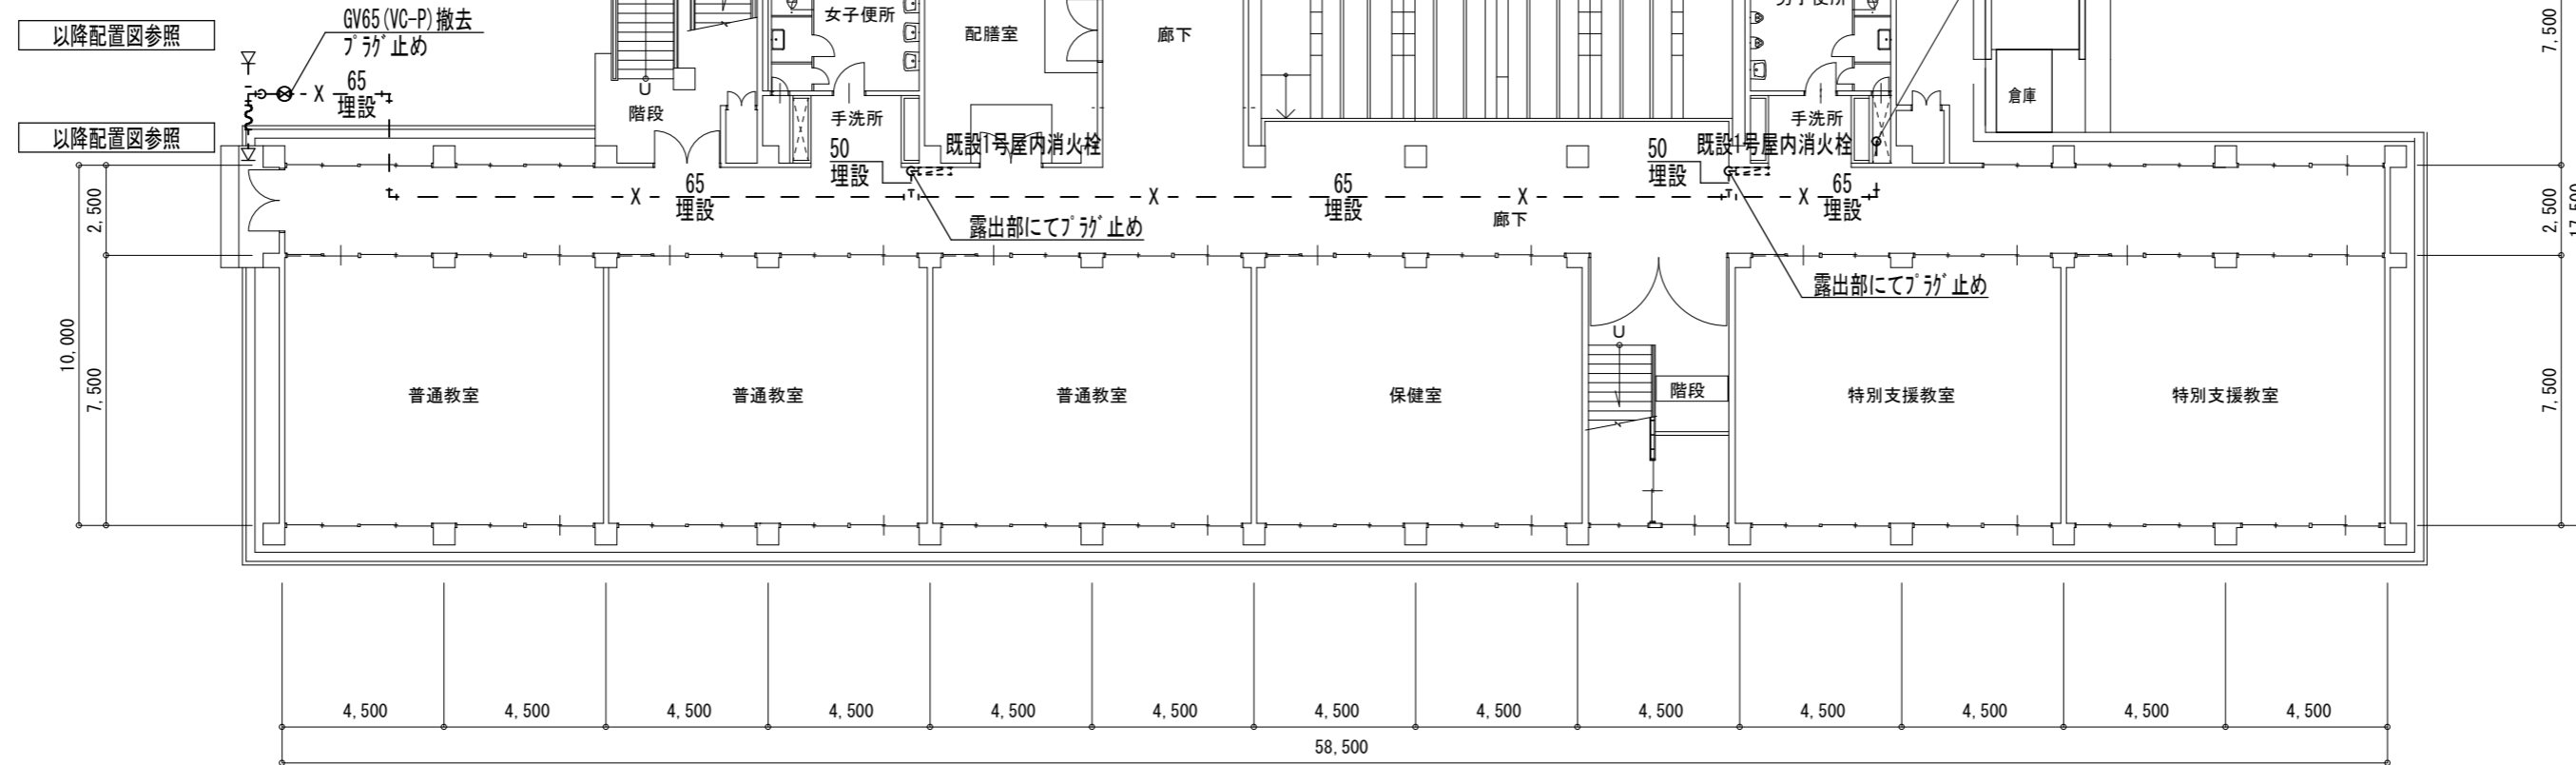 以降配置図参照
GV65(VC-P)撤去
ﾌﾟﾗｸﾞ止め
65
埋設
以降配置図参照
女子便所
配膳室
廊下
U
階段
手洗所
7,500
倉庫
手洗所
50
埋設
既設1号屋内消火栓
50
埋設
既設1号屋内消火栓
65
埋設
65
埋設
65
埋設
露出部にてﾌﾟﾗｸﾞ止め
廊下
露出部にてﾌﾟﾗｸﾞ止め
2,500
10,000
7,500
2,500
7,500
U
階段
普通教室
普通教室
普通教室
保健室
特別支援教室
特別支援教室
4,500
4,500
4,500
4,500
4,500
4,500
4,500
4,500
4,500
4,500
4,500
4,500
4,500
58,500